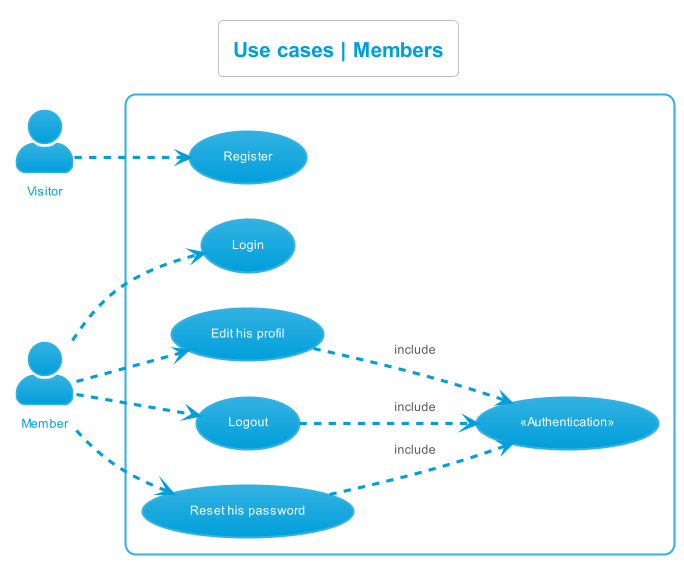 Use cases | Members
Visitor
Register
Login
Edit his profil
include
Member
Logout
include
«Authentication»
include
Reset his password